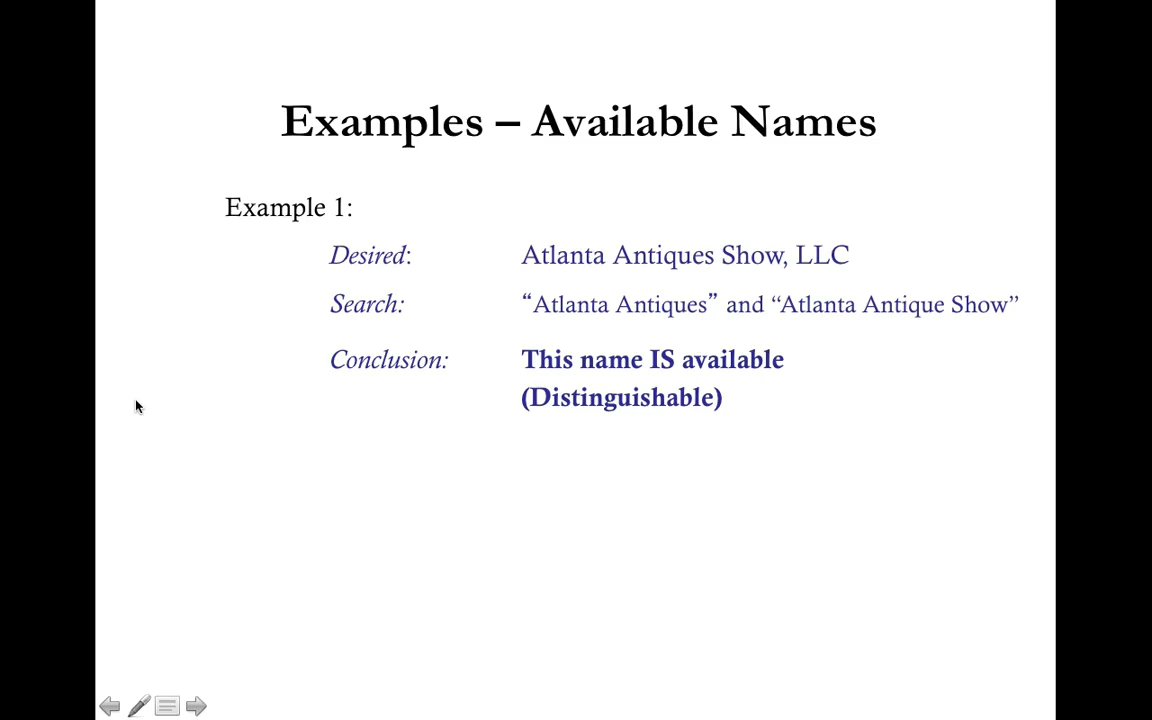 Examples – Available Names
Example 1:
Desired: Atlanta Antiques Show, LLC
Search: “Atlanta Antiques” and “Atlanta Antique Show”
Conclusion: This name IS available
(Distinguishable)